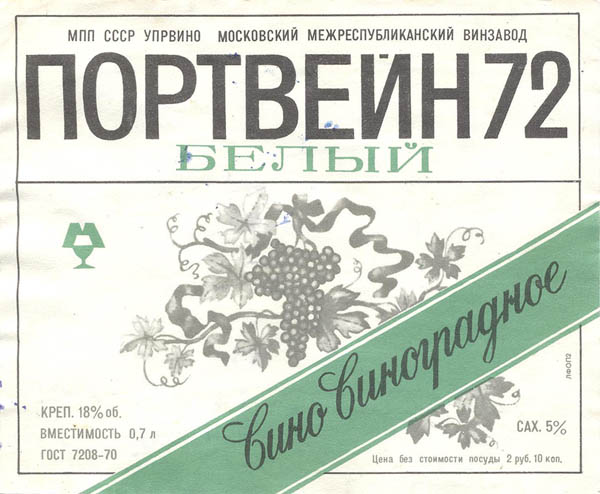 МПП СССР УПРВИНО МОСКОВСКИЙ МЕЖРЕСПУБЛИКАНСКИЙ ВИНЗАВОД
ПОРТВЕЙН 72
БЕЛЫЙ
Вино виноградное
ЛФОП2
КРЕП. 18% об.
ВМЕСТИМОСТЬ 0,7 л
ГОСТ 7208-70
САХ. 5%
Цена без стоимости посуды 2 руб. 10 коп.